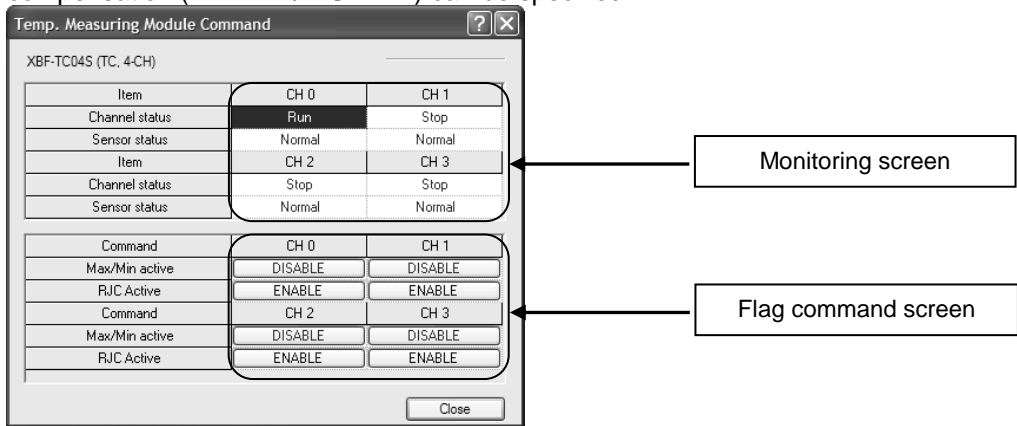 Temp. Measuring Module Command
XBF-TC04S (TC, 4-CH)
Item CH 0 CH 1
Channel status Run Stop
Sensor status Normal Normal
Item CH 2 CH 3
Channel status Stop Stop
Sensor status Normal Normal
Monitoring screen
Command CH 0 CH 1
Max/Min active DISABLE DISABLE
RJC Active ENABLE ENABLE
Command CH 2 CH 3
Max/Min active DISABLE DISABLE
RJC Active ENABLE ENABLE
Flag command screen
Close